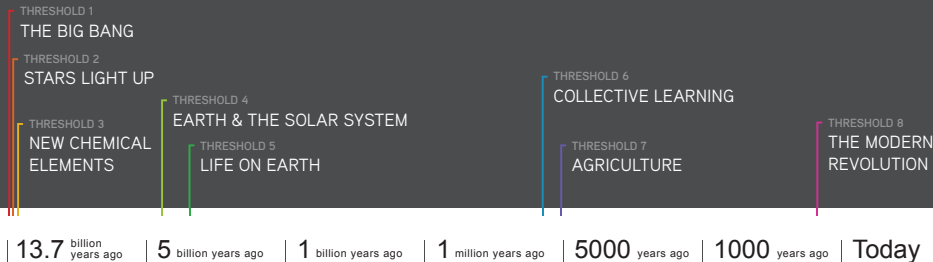 THRESHOLD 1
THE BIG BANG
THRESHOLD 2
STARS LIGHT UP
THRESHOLD 3
NEW CHEMICAL
ELEMENTS
THRESHOLD 4
EARTH & THE SOLAR SYSTEM
THRESHOLD 5
LIFE ON EARTH
THRESHOLD 6
COLLECTIVE LEARNING
THRESHOLD 7
AGRICULTURE
THRESHOLD 8
THE MODERN
REVOLUTION
13.7 billion years ago
5 billion years ago
1 billion years ago
1 million years ago
5000 years ago
1000 years ago
Today